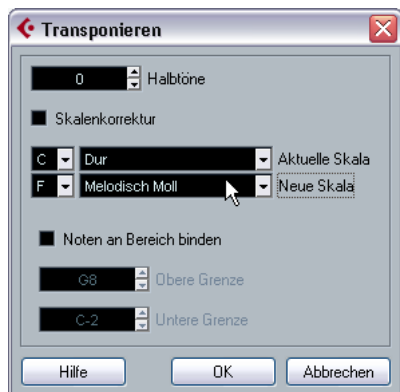 Transponieren
0 Halbtöne
Skalenkorrektur
C Dur Aktuelle Skala
F Melodisch Moll Neue Skala
Noten an Bereich binden
G8 Obere Grenze
C-2 Untere Grenze
Hilfe OK Abbrechen